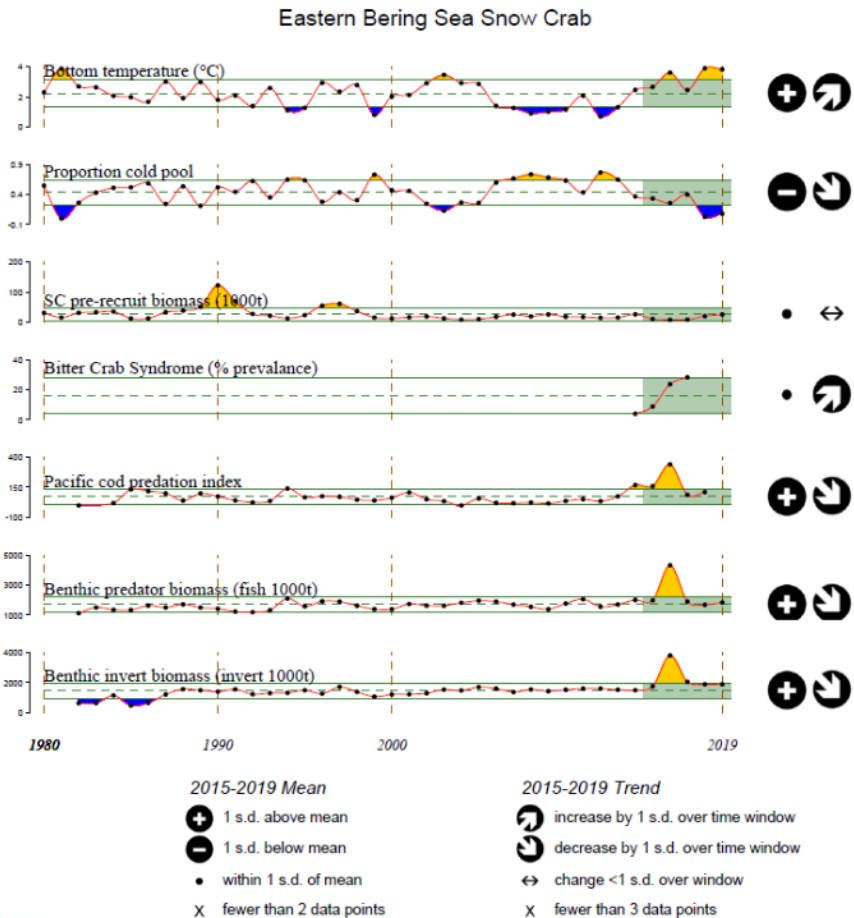 Eastern Bering Sea Snow Crab
Bottom temperature (°C)
4
2
0
Proportion cold pool
0.9
0.4
-0.1
SC pre-recruit biomass (1000t)
200
100
0
Bitter Crab Syndrome (% prevalance)
40
20
0
Pacific cod predation index
400
150
-100
Benthic predator biomass (fish 1000t)
5000
1000
Benthic invert biomass (invert 1000t)
4000
2000
0
1980 1990 2000 2019
2015-2019 Mean
+ 1 s.d. above mean
− 1 s.d. below mean
• within 1 s.d. of mean
x fewer than 2 data points
2015-2019 Trend
increase by 1 s.d. over time window
decrease by 1 s.d. over time window
↔ change <1 s.d. over window
x fewer than 3 data points